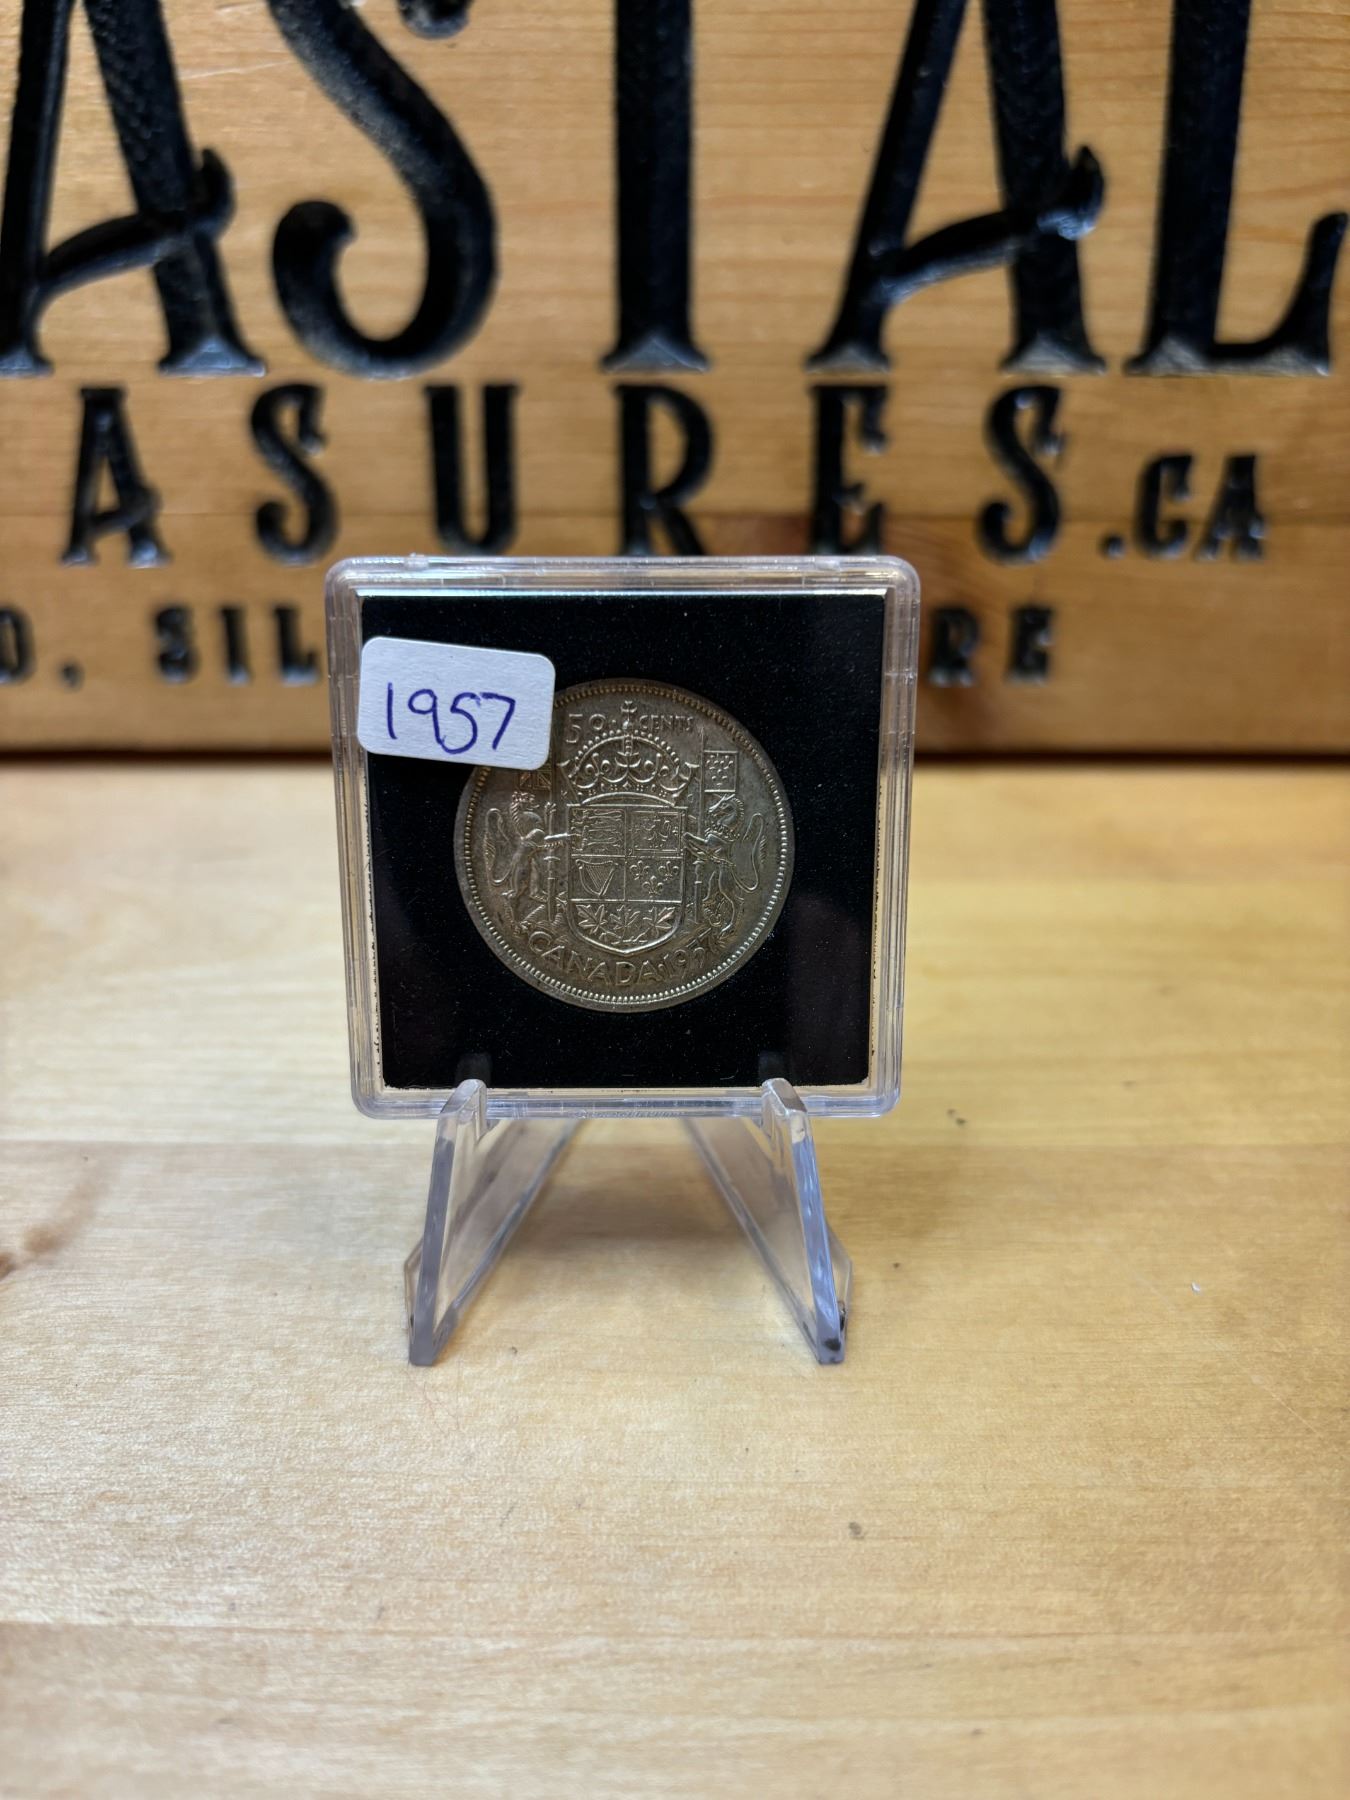 ASTAL
ASURES.CA
D, SIL RE
1957
50 CENTS
CANADA 1957